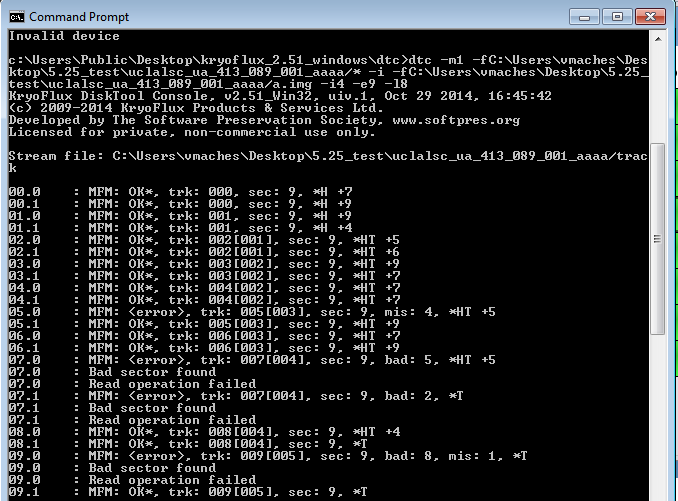 Command Prompt
Invalid device
c:\Users\Public\Desktop\kryoflux_2.51_windows\dtc>dtc -m1 -fC:\Users\vmaches\Des
ktop\5.25_test\uclalsc_ua_413_089_001_aaaa/* -i -fC:\Users\vmaches\Desktop\5.25_
test\uclalsc_ua_413_089_001_aaaa/a.img -i4 -e9 -l8
KryoFlux DiskTool Console, v2.51_Win32, uiv.1, Oct 29 2014, 16:45:42
(c) 2009-2014 KryoFlux Products & Services Ltd.
Developed by The Software Preservation Society, www.softpres.org
Licensed for private, non-commercial use only.
Stream file: C:\Users\vmaches\Desktop\5.25_test\uclalsc_ua_413_089_001_aaaa/trac
k
00.0    : MFM: OK*, trk: 000, sec: 9, *H +7
00.1    : MFM: OK*, trk: 000, sec: 9, *H +9
01.0    : MFM: OK*, trk: 001, sec: 9, *H +9
01.1    : MFM: OK*, trk: 001, sec: 9, *H +4
02.0    : MFM: OK*, trk: 002[001], sec: 9, *HT +5
02.1    : MFM: OK*, trk: 002[001], sec: 9, *HT +6
03.0    : MFM: OK*, trk: 003[002], sec: 9, *HT +9
03.1    : MFM: OK*, trk: 003[002], sec: 9, *HT +7
04.0    : MFM: OK*, trk: 004[002], sec: 9, *HT +7
04.1    : MFM: OK*, trk: 004[002], sec: 9, *HT +7
05.0    : MFM: <error>, trk: 005[003], sec: 9, mis: 4, *HT +5
05.1    : MFM: OK*, trk: 005[003], sec: 9, *HT +9
06.0    : MFM: OK*, trk: 006[003], sec: 9, *HT +7
06.1    : MFM: OK*, trk: 006[003], sec: 9, *HT +9
07.0    : MFM: <error>, trk: 007[004], sec: 9, bad: 5, *HT +5
07.0    : Bad sector found
07.0    : Read operation failed
07.1    : MFM: <error>, trk: 007[004], sec: 9, bad: 2, *T
07.1    : Bad sector found
07.1    : Read operation failed
08.0    : MFM: OK*, trk: 008[004], sec: 9, *HT +4
08.1    : MFM: OK*, trk: 008[004], sec: 9, *T
09.0    : MFM: <error>, trk: 009[005], sec: 9, bad: 8, mis: 1, *T
09.0    : Bad sector found
09.0    : Read operation failed
09.1    : MFM: OK*, trk: 009[005], sec: 9, *T